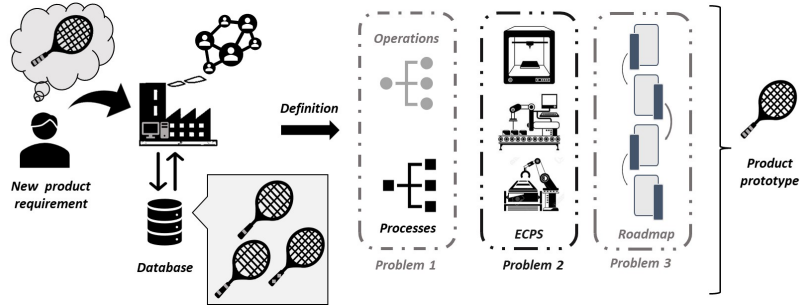 New product
requirement
Database
Definition
Operations
Processes
Problem 1
ECPS
Problem 2
Roadmap
Problem 3
Product
prototype